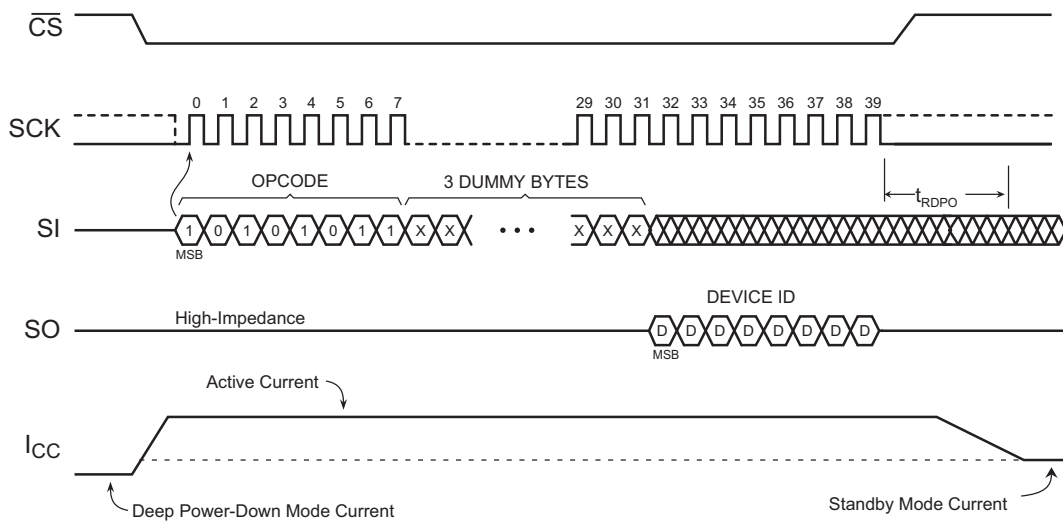 CS
0 1 2 3 4 5 6 7 29 30 31 32 33 34 35 36 37 38 39
SCK
OPCODE 3 DUMMY BYTES
tRDPO
SI 1 0 1 0 1 0 1 1 X X • • • X X X
MSB
DEVICE ID
High-Impedance
SO D D D D D D D D
MSB
Active Current
ICC
Deep Power-Down Mode Current
Standby Mode Current